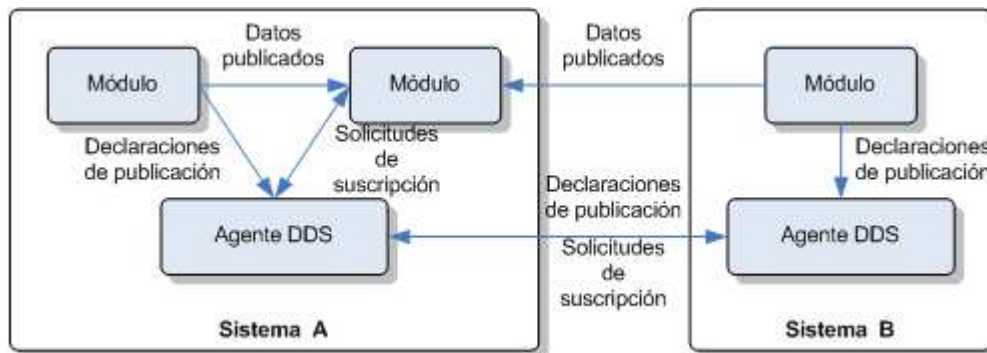 Datos
publicados
Datos
publicados
Módulo
Módulo
Módulo
Declaraciones
de publicación
Solicitudes
de
suscripción
Declaraciones
de publicación
Declaraciones
de publicación
Agente DDS
Agente DDS
Solicitudes
de
suscripción
Sistema A
Sistema B